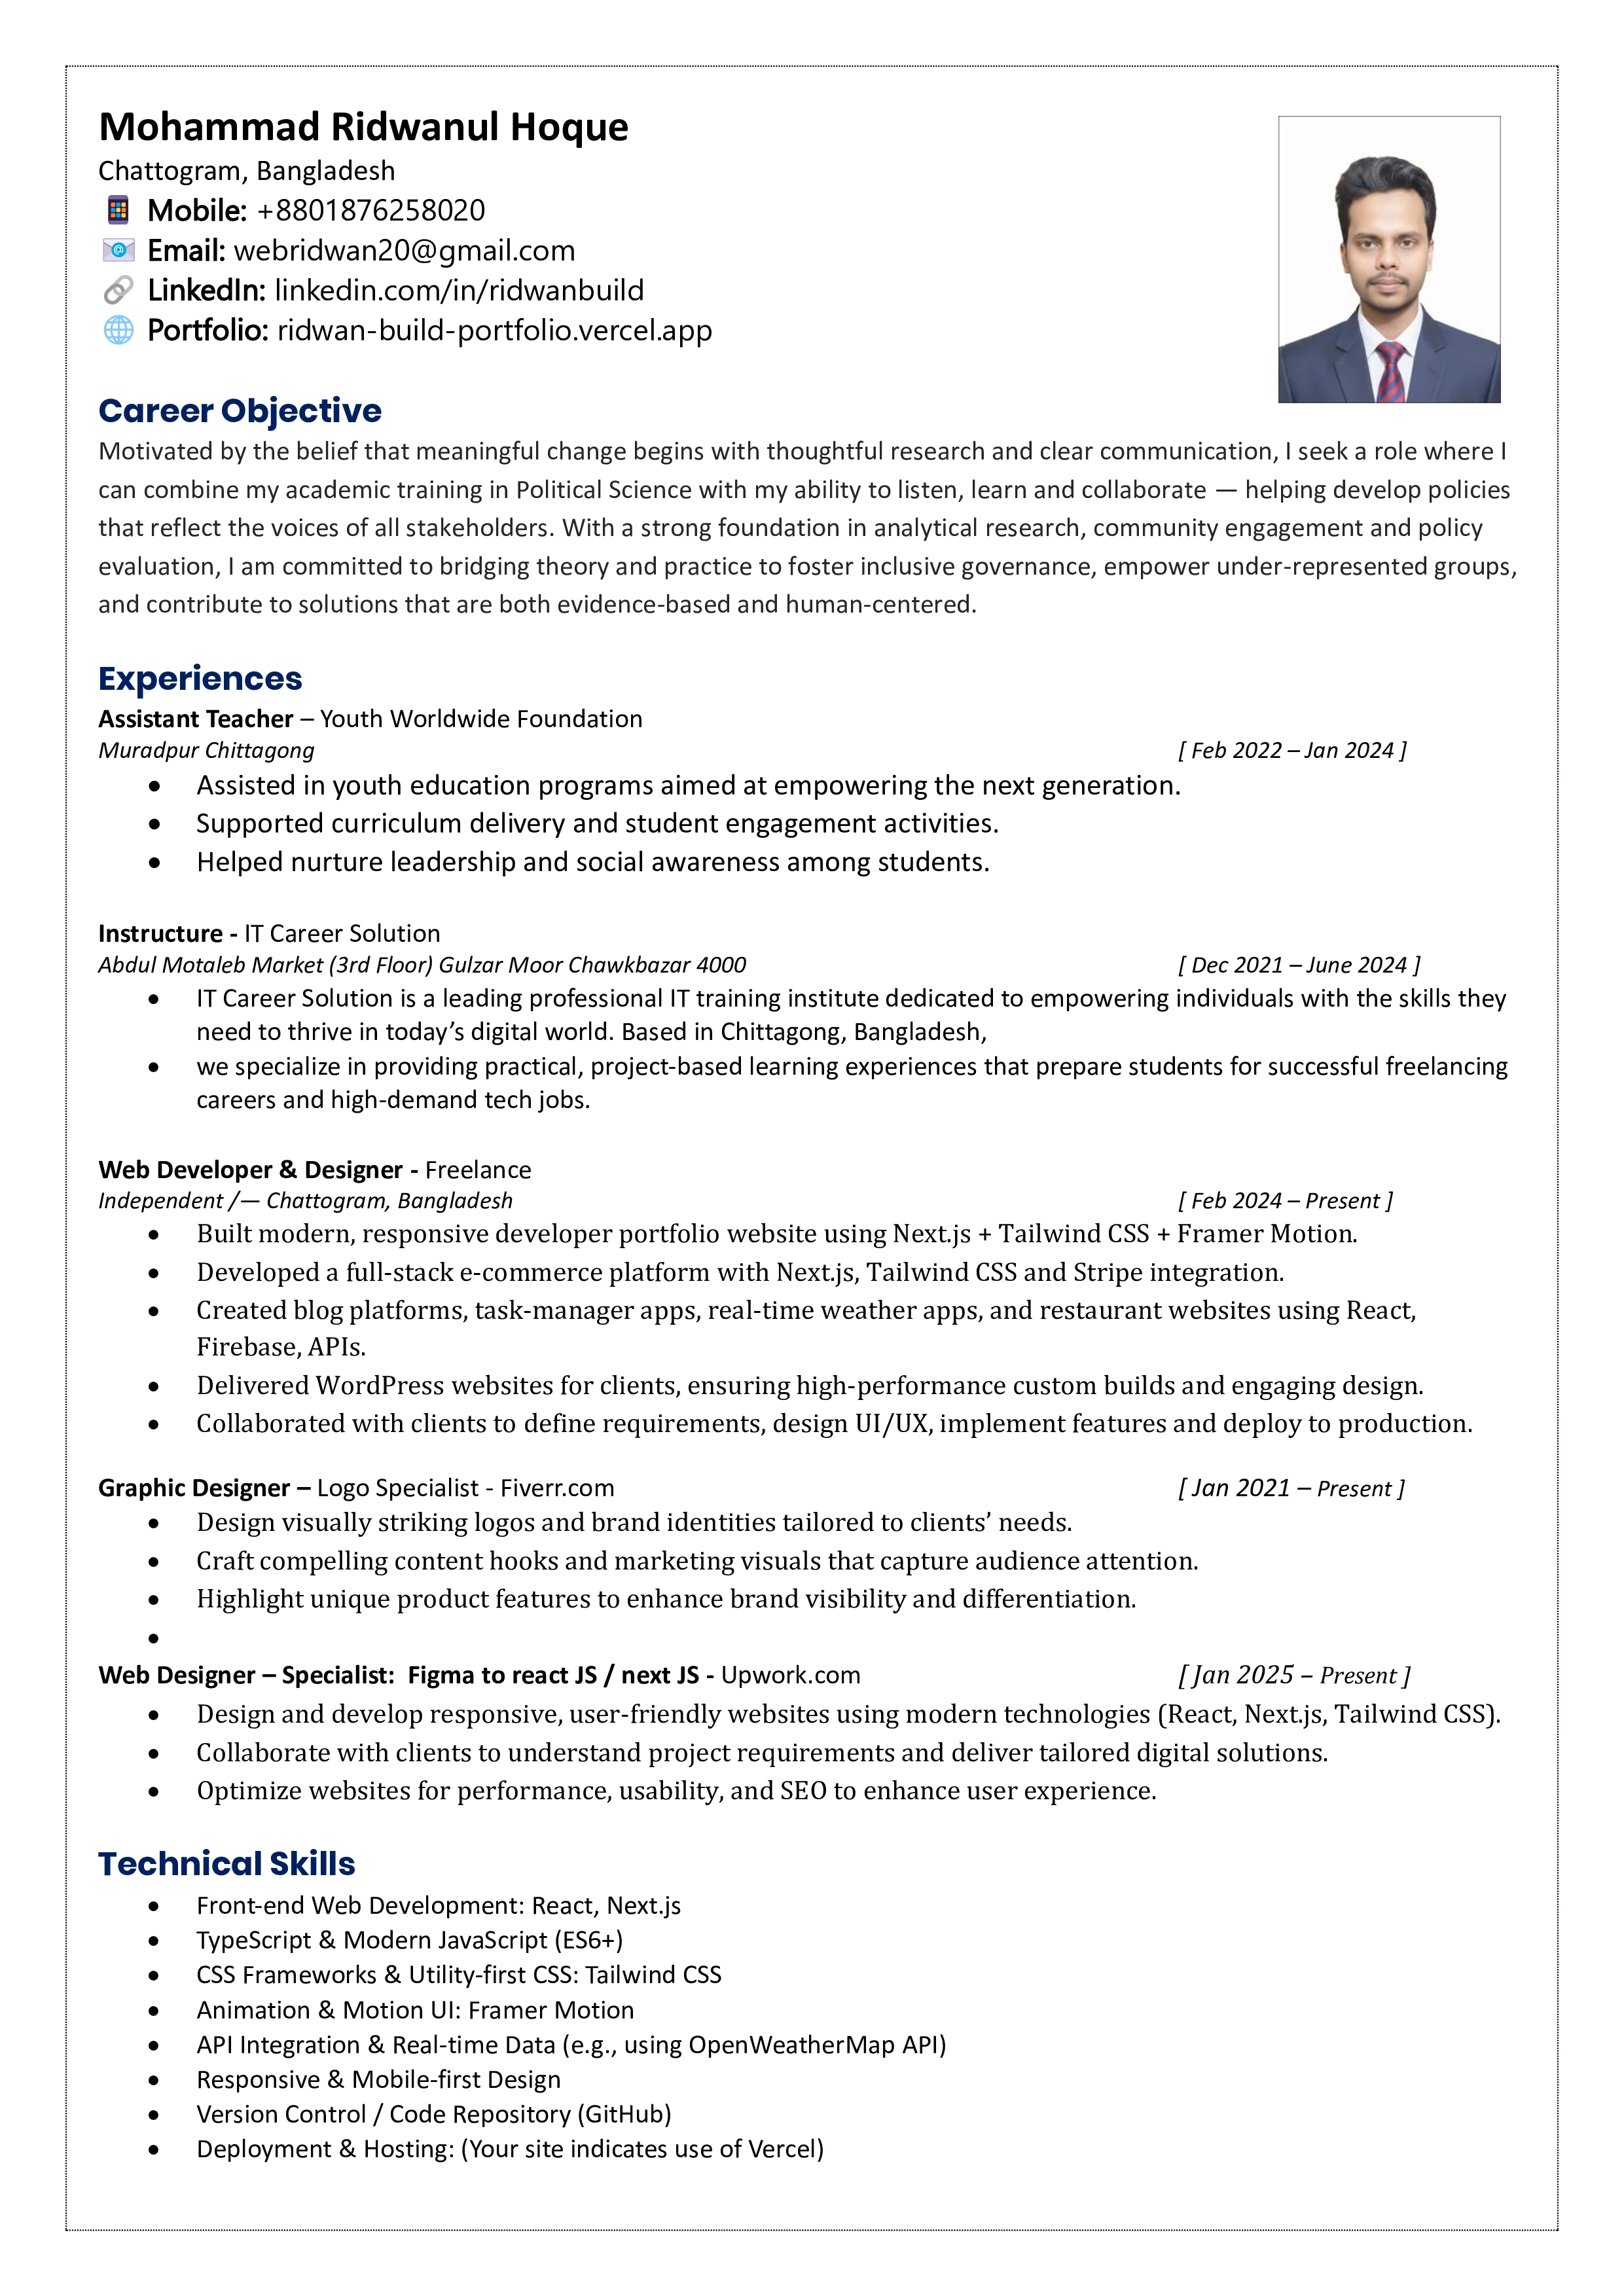 Mohammad Ridwanul Hoque
Chattogram, Bangladesh
Mobile: +8801876258020
Email: webridwan20@gmail.com
LinkedIn: linkedin.com/in/ridwanbuild
Portfolio: ridwan-build-portfolio.vercel.app
Career Objective
Motivated by the belief that meaningful change begins with thoughtful research and clear communication, I seek a role where I
can combine my academic training in Political Science with my ability to listen, learn and collaborate — helping develop policies
that reflect the voices of all stakeholders. With a strong foundation in analytical research, community engagement and policy
evaluation, I am committed to bridging theory and practice to foster inclusive governance, empower under-represented groups,
and contribute to solutions that are both evidence-based and human-centered.
Experiences
Assistant Teacher – Youth Worldwide Foundation
Muradpur Chittagong [ Feb 2022 – Jan 2024 ]
• Assisted in youth education programs aimed at empowering the next generation.
• Supported curriculum delivery and student engagement activities.
• Helped nurture leadership and social awareness among students.
Instructure - IT Career Solution
Abdul Motaleb Market (3rd Floor) Gulzar Moor Chawkbazar 4000 [ Dec 2021 – June 2024 ]
• IT Career Solution is a leading professional IT training institute dedicated to empowering individuals with the skills they
need to thrive in today’s digital world. Based in Chittagong, Bangladesh,
• we specialize in providing practical, project-based learning experiences that prepare students for successful freelancing
careers and high-demand tech jobs.
Web Developer & Designer - Freelance
Independent /— Chattogram, Bangladesh [ Feb 2024 – Present ]
• Built modern, responsive developer portfolio website using Next.js + Tailwind CSS + Framer Motion.
• Developed a full-stack e-commerce platform with Next.js, Tailwind CSS and Stripe integration.
• Created blog platforms, task-manager apps, real-time weather apps, and restaurant websites using React,
Firebase, APIs.
• Delivered WordPress websites for clients, ensuring high-performance custom builds and engaging design.
• Collaborated with clients to define requirements, design UI/UX, implement features and deploy to production.
Graphic Designer – Logo Specialist - Fiverr.com [ Jan 2021 – Present ]
• Design visually striking logos and brand identities tailored to clients’ needs.
• Craft compelling content hooks and marketing visuals that capture audience attention.
• Highlight unique product features to enhance brand visibility and differentiation.
•
Web Designer – Specialist: Figma to react JS / next JS - Upwork.com [ Jan 2025 – Present ]
• Design and develop responsive, user-friendly websites using modern technologies (React, Next.js, Tailwind CSS).
• Collaborate with clients to understand project requirements and deliver tailored digital solutions.
• Optimize websites for performance, usability, and SEO to enhance user experience.
Technical Skills
• Front-end Web Development: React, Next.js
• TypeScript & Modern JavaScript (ES6+)
• CSS Frameworks & Utility-first CSS: Tailwind CSS
• Animation & Motion UI: Framer Motion
• API Integration & Real-time Data (e.g., using OpenWeatherMap API)
• Responsive & Mobile-first Design
• Version Control / Code Repository (GitHub)
• Deployment & Hosting: (Your site indicates use of Vercel)